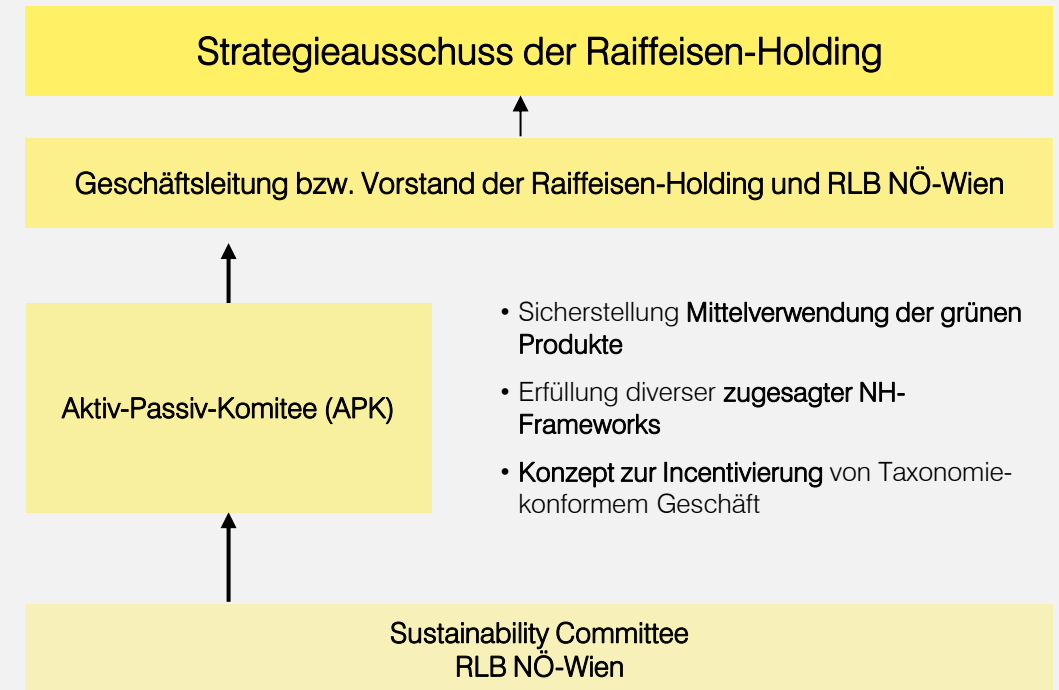 Strategieausschuss der Raiffeisen-Holding
Geschäftsleitung bzw. Vorstand der Raiffeisen-Holding und RLB NÖ-Wien
Aktiv-Passiv-Komitee (APK)
• Sicherstellung Mittelverwendung der grünen
Produkte
• Erfüllung diverser zugesagter NH-
Frameworks
• Konzept zur Incentivierung von Taxonomie-
konformem Geschäft
Sustainability Committee
RLB NÖ-Wien